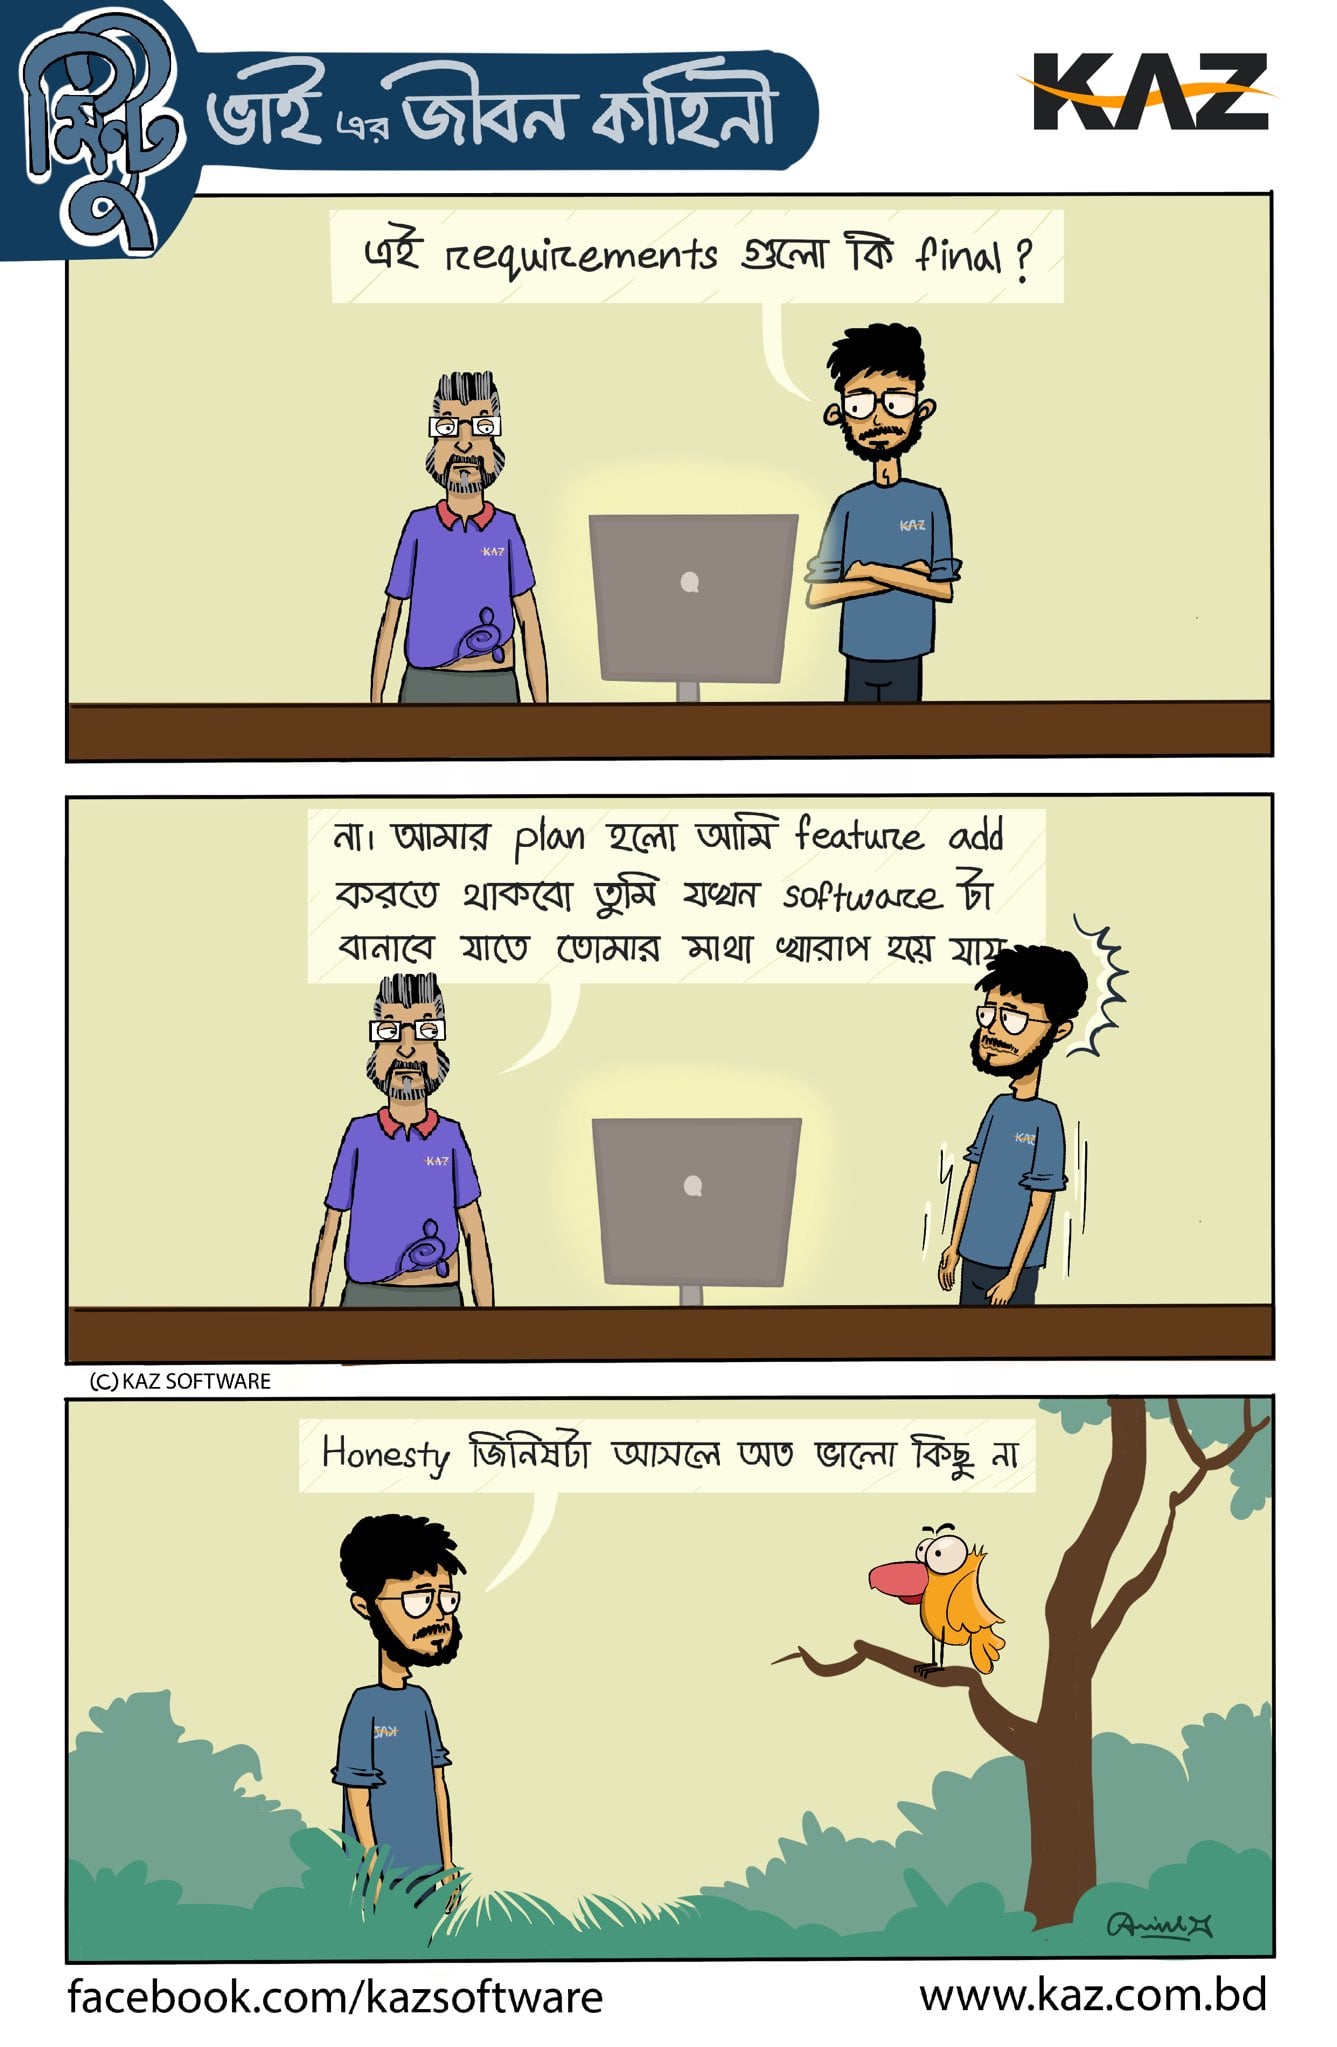 মিন্টু ভাই এর জীবন কাহিনী
KAZ
এই requirements গুলো কি final ?
KAZ
KAZ
না। আমার plan হলো আমি feature add
করতে থাকবো তুমি যখন software টা
বানাবে যাতে তোমার মাথা খারাপ হয়ে যায়
KAZ
KAZ
(C) KAZ SOFTWARE
Honesty জিনিষটা আসলে অত ভালো কিছু না
KAZ
facebook.com/kazsoftware
www.kaz.com.bd